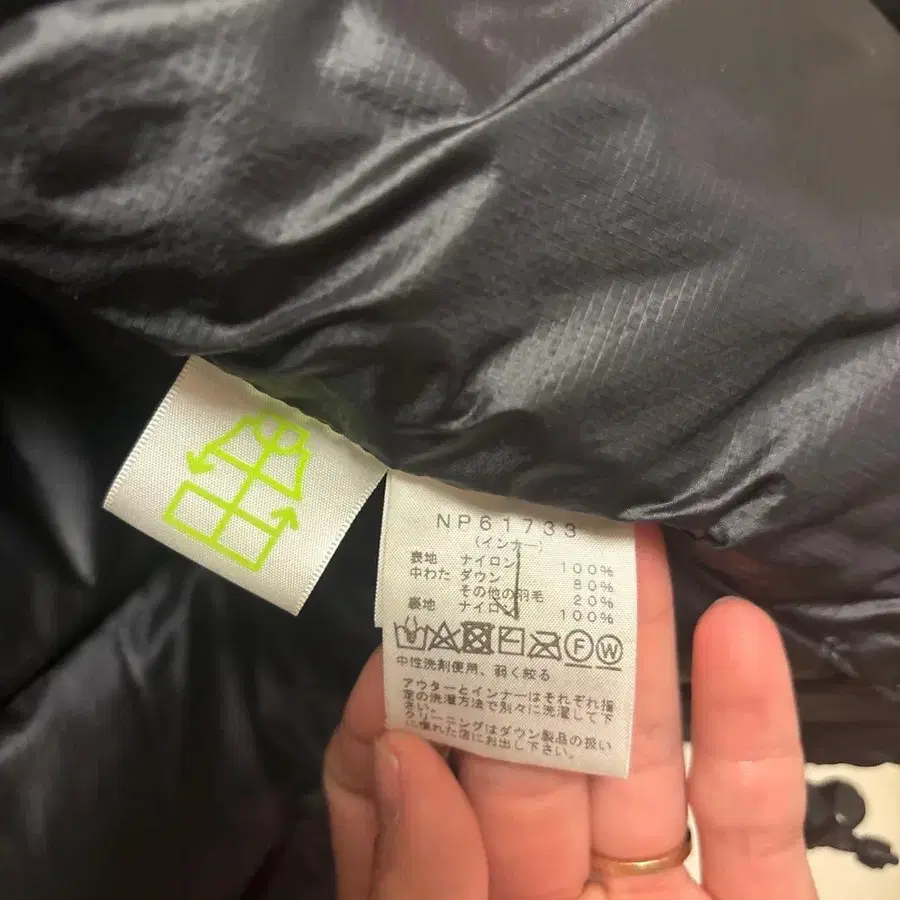 NP61733
(インナー)
表地 ナイロン 100%
中わた ダウン 80%
その他の羽毛 20%
裏地 ナイロン 100%
F W
中性洗剤使用、弱く絞る
アウターとインナーはそれぞれ指
定の洗濯方法で別々に洗濯して下
さい。
クリーニングはダウン製品の扱い
に慣れた店にお出し下さい。